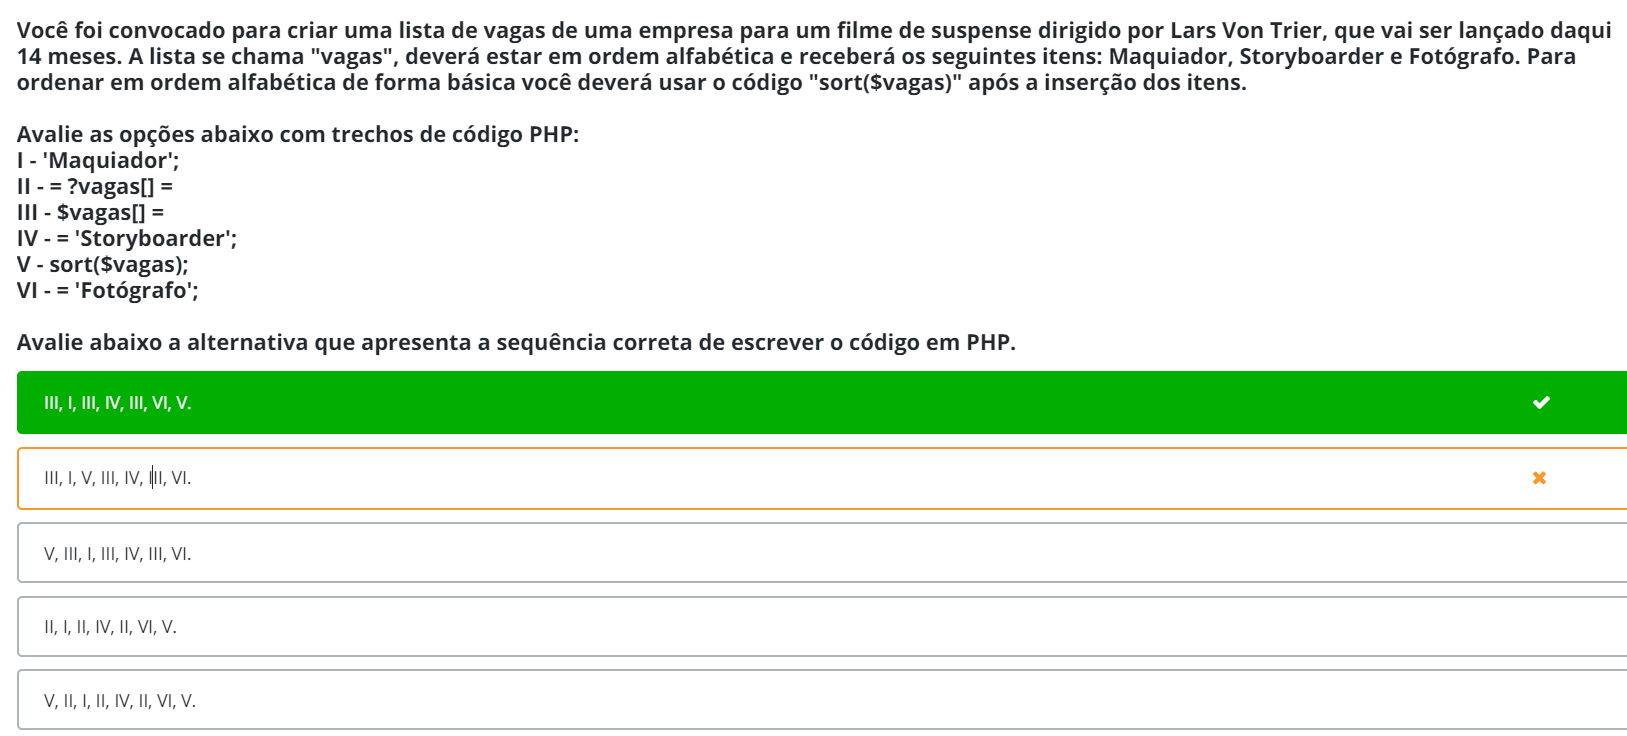 Você foi convocado para criar uma lista de vagas de uma empresa para um filme de suspense dirigido por Lars Von Trier, que vai ser lançado daqui
14 meses. A lista se chama "vagas", deverá estar em ordem alfabética e receberá os seguintes itens: Maquiador, Storyboarder e Fotógrafo. Para
ordenar em ordem alfabética de forma básica você deverá usar o código "sort($vagas)" após a inserção dos itens.
Avalie as opções abaixo com trechos de código PHP:
I - 'Maquiador';
II - = ?vagas[] =
III - $vagas[] =
IV - = 'Storyboarder';
V - sort($vagas);
VI - = 'Fotógrafo';
Avalie abaixo a alternativa que apresenta a sequência correta de escrever o código em PHP.
III, I, III, IV, III, VI, V.
III, I, V, III, IV, III, VI.
V, III, I, III, IV, III, VI.
II, I, II, IV, II, VI, V.
V, II, I, II, IV, II, VI, V.